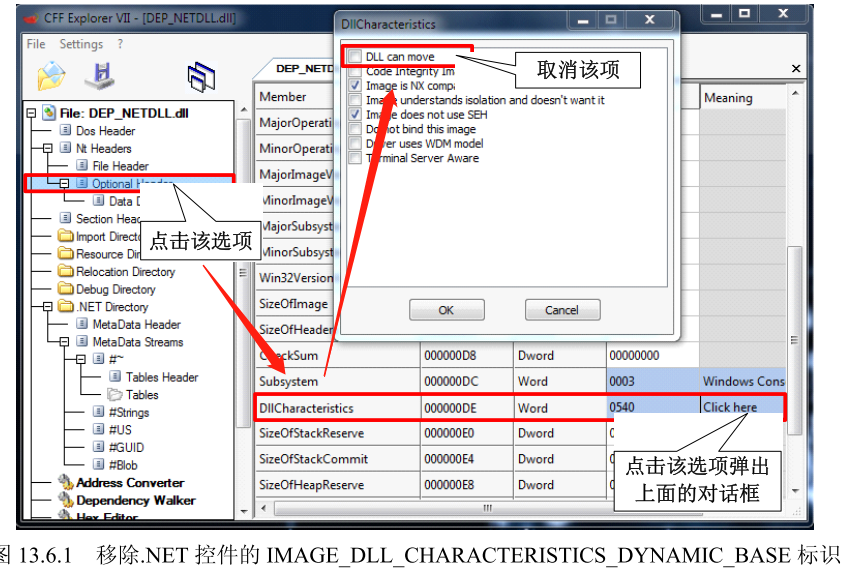 CFF Explorer VII - [DEP_NETDLL.dll]
File Settings ?
File: DEP_NETDLL.dll
Dos Header
Nt Headers
File Header
Optional Header
Data D
Section Head
Import Direct
Resource Dir
Relocation Directory
Debug Directory
.NET Directory
MetaData Header
MetaData Streams
#~
Tables Header
Tables
#Strings
#US
#GUID
#Blob
Address Converter
Dependency Walker
Hex Editor
点击该选项
DEP_NETD
Member
Meaning
MajorOperati
MinorOperati
MajorImageV
MinorImageV
MajorSubsyst
MinorSubsyst
Win32Version
SizeOfImage
SizeOfHeader
CheckSum 000000D8 Dword 00000000
Subsystem 000000DC Word 0003 Windows Cons
DllCharacteristics 000000DE Word 0540 Click here
SizeOfStackReserve 000000E0 Dword 0
SizeOfStackCommit 000000E4 Dword 0
SizeOfHeapReserve 000000E8 Dword 0
DllCharacteristics
DLL can move
Code Integrity Im
Image is NX compa
Image understands isolation and doesn't want it
Image does not use SEH
Do not bind this image
Driver uses WDM model
Terminal Server Aware
OK Cancel
取消该项
点击该选项弹出
上面的对话框
图 13.6.1 移除.NET 控件的 IMAGE_DLL_CHARACTERISTICS_DYNAMIC_BASE 标识